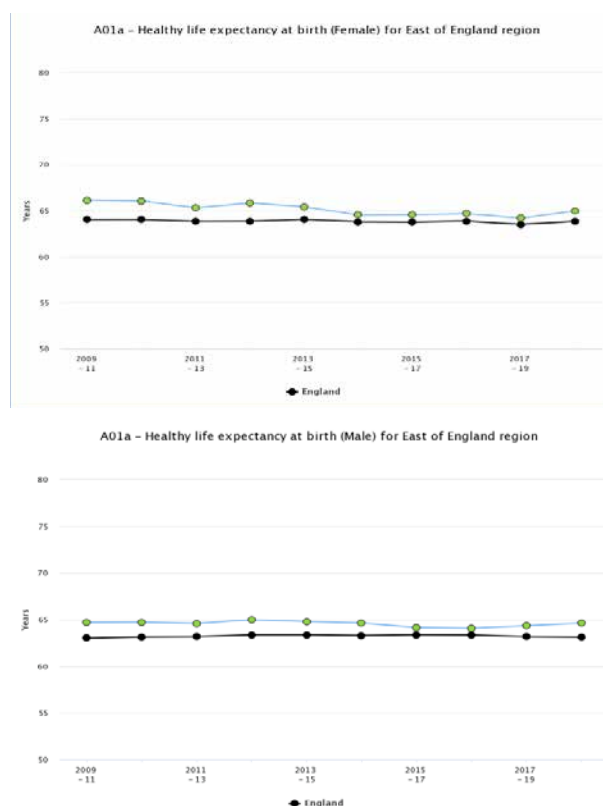 A01a – Healthy life expectancy at birth (Female) for East of England region
80
75
70
65
60
55
50
Years
2009 2011 2013 2015 2017
–11 –13 –15 –17 –19
England
A01a – Healthy life expectancy at birth (Male) for East of England region
80
75
70
65
60
55
50
Years
2009 2011 2013 2015 2017
–11 –13 –15 –17 –19
England